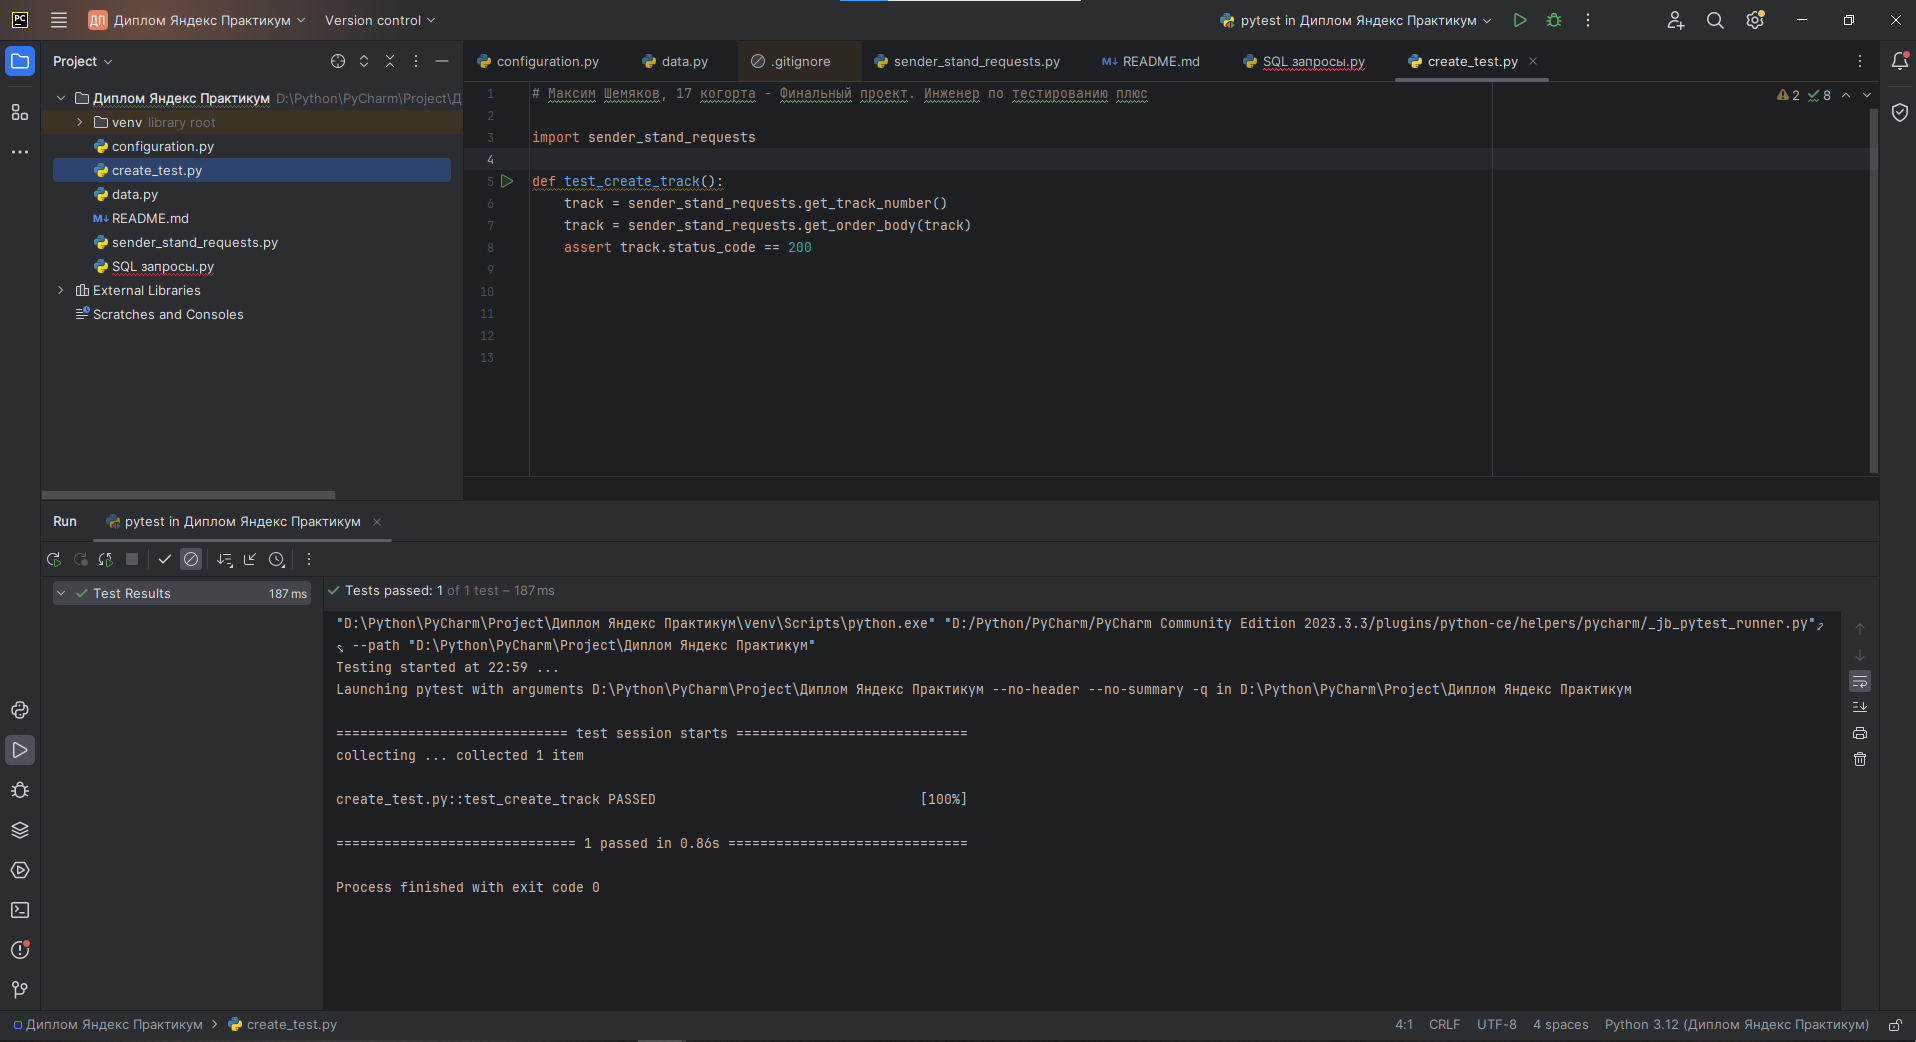 PC ДП Диплом Яндекс Практикум Version control pytest in Диплом Яндекс Практикум
Project
configuration.py data.py .gitignore sender_stand_requests.py M↓ README.md SQL запросы.py create_test.py
Диплом Яндекс Практикум D:\Python\PyCharm\Project\Д
venv library root
configuration.py
create_test.py
data.py
M↓ README.md
sender_stand_requests.py
SQL запросы.py
External Libraries
Scratches and Consoles
1 # Максим Шемяков, 17 когорта - Финальный проект. Инженер по тестированию плюс
2 8
2
3 import sender_stand_requests
4
5 def test_create_track():
6 track = sender_stand_requests.get_track_number()
7 track = sender_stand_requests.get_order_body(track)
8 assert track.status_code == 200
9
10
11
12
13
Run pytest in Диплом Яндекс Практикум
Test Results 187 ms
Tests passed: 1 of 1 test – 187 ms
"D:\Python\PyCharm\Project\Диплом Яндекс Практикум\venv\Scripts\python.exe" "D:/Python/PyCharm/PyCharm Community Edition 2023.3.3/plugins/python-ce/helpers/pycharm/_jb_pytest_runner.py"
--path "D:\Python\PyCharm\Project\Диплом Яндекс Практикум"
Testing started at 22:59 ...
Launching pytest with arguments D:\Python\PyCharm\Project\Диплом Яндекс Практикум --no-header --no-summary -q in D:\Python\PyCharm\Project\Диплом Яндекс Практикум
============================= test session starts =============================
collecting ... collected 1 item
create_test.py::test_create_track PASSED [100%]
============================== 1 passed in 0.86s ==============================
Process finished with exit code 0
Диплом Яндекс Практикум > create_test.py
4:1 CRLF UTF-8 4 spaces Python 3.12 (Диплом Яндекс Практикум)